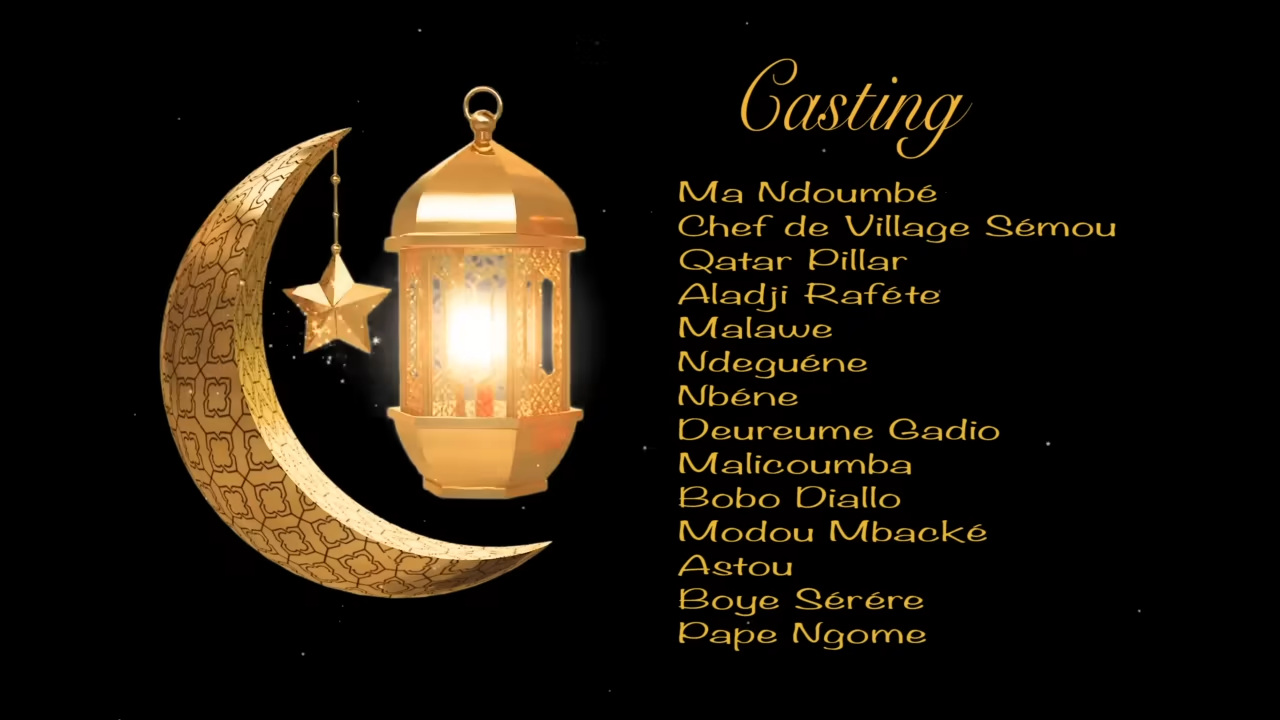 Casting
Ma Ndoumbé
Chef de Village Sémou
Qatar Pillar
Aladji Raféte
Malawe
Ndeguéne
Nbéne
Deureume Gadio
Malicoumba
Bobo Diallo
Modou Mbacké
Astou
Boye Sérére
Pape Ngome